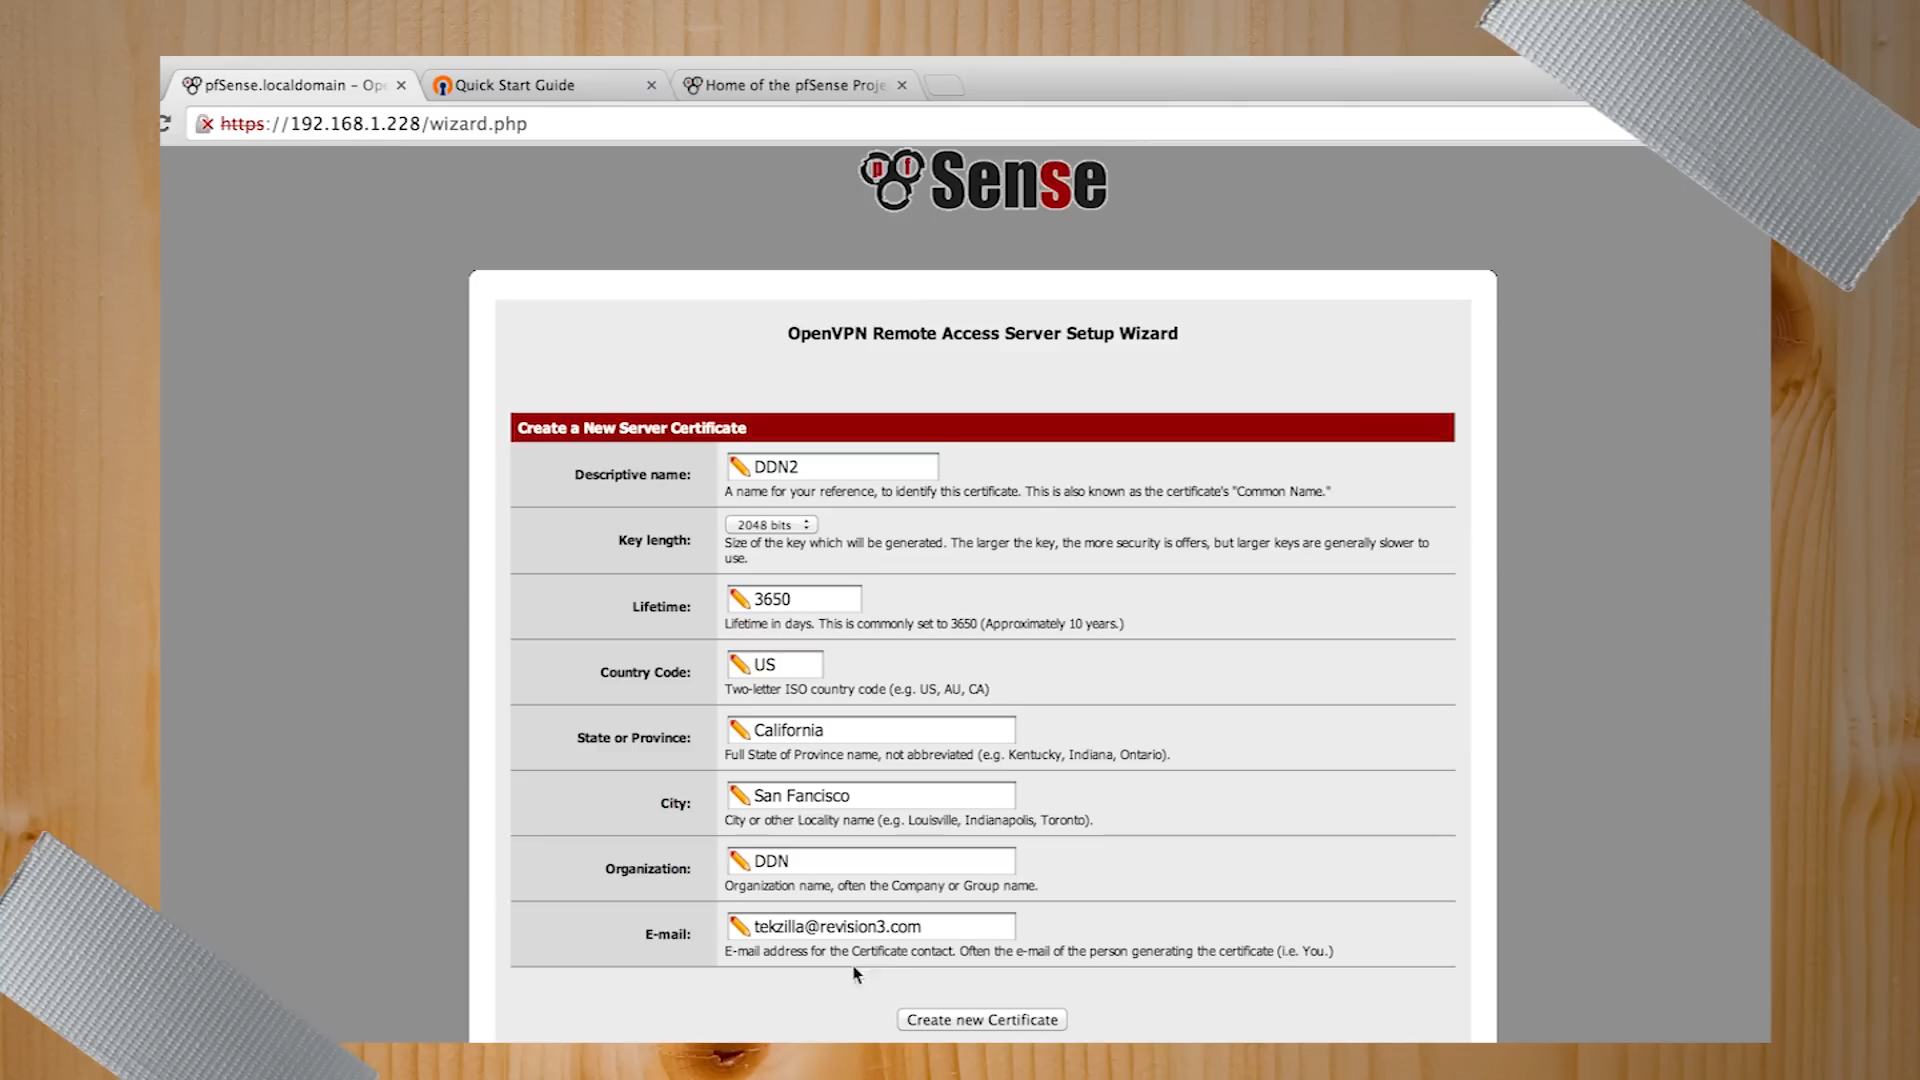 pfSense.localdomain – Ope
Quick Start Guide
Home of the pfSense Proje
https://192.168.1.228/wizard.php
pf Sense
OpenVPN Remote Access Server Setup Wizard
Create a New Server Certificate
Descriptive name:
DDN2
A name for your reference, to identify this certificate. This is also known as the certificate's "Common Name."
Key length:
2048 bits
Size of the key which will be generated. The larger the key, the more security is offers, but larger keys are generally slower to
use.
Lifetime:
3650
Lifetime in days. This is commonly set to 3650 (Approximately 10 years.)
Country Code:
US
Two-letter ISO country code (e.g. US, AU, CA)
State or Province:
California
Full State of Province name, not abbreviated (e.g. Kentucky, Indiana, Ontario).
City:
San Fancisco
City or other Locality name (e.g. Louisville, Indianapolis, Toronto).
Organization:
DDN
Organization name, often the Company or Group name.
E-mail:
tekzilla@revision3.com
E-mail address for the Certificate contact. Often the e-mail of the person generating the certificate (i.e. You.)
Create new Certificate